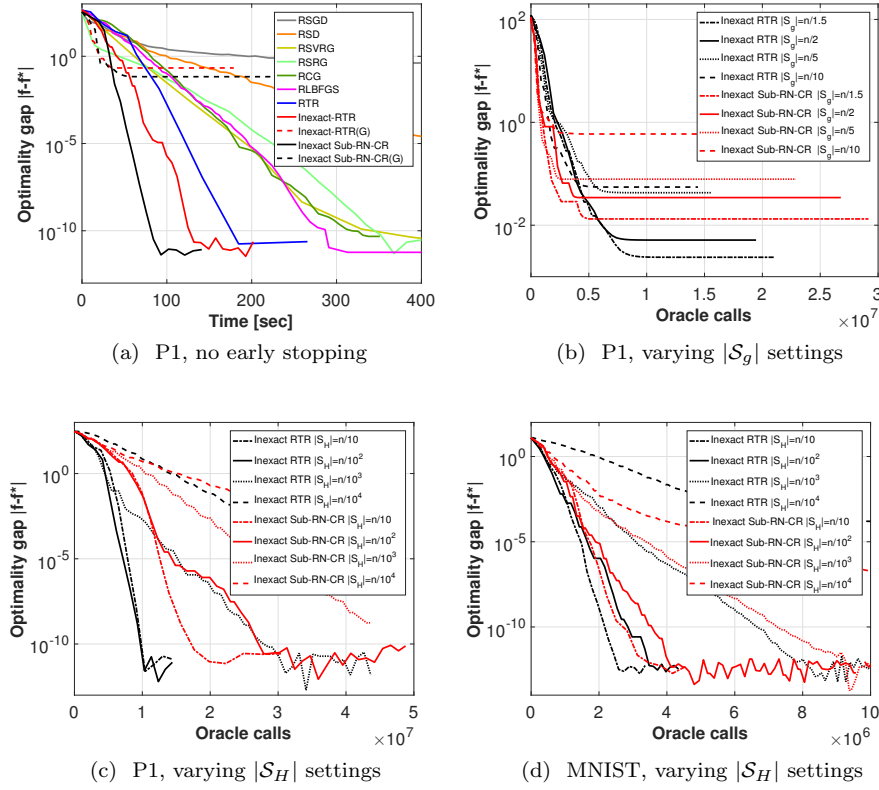 Optimality gap |f-f*|
10^0
10^-5
10^-10
0 100 200 300 400
Time [sec]
RSGD
RSD
RSVRG
RSRG
RCG
RLBFGS
RTR
Inexact-RTR
Inexact-RTR(G)
Inexact Sub-RN-CR
Inexact Sub-RN-CR(G)
(a) P1, no early stopping
Optimality gap |f-f*|
10^2
10^0
10^-2
0 0.5 1 1.5 2 2.5 3
Oracle calls
×10^7
Inexact RTR |S_g|=n/1.5
Inexact RTR |S_g|=n/2
Inexact RTR |S_g|=n/5
Inexact RTR |S_g|=n/10
Inexact Sub-RN-CR |S_g|=n/1.5
Inexact Sub-RN-CR |S_g|=n/2
Inexact Sub-RN-CR |S_g|=n/5
Inexact Sub-RN-CR |S_g|=n/10
(b) P1, varying |S_g| settings
Optimality gap |f-f*|
10^0
10^-5
10^-10
0 1 2 3 4 5
Oracle calls
×10^7
Inexact RTR |S_H|=n/10
Inexact RTR |S_H|=n/10^2
Inexact RTR |S_H|=n/10^3
Inexact RTR |S_H|=n/10^4
Inexact Sub-RN-CR |S_H|=n/10
Inexact Sub-RN-CR |S_H|=n/10^2
Inexact Sub-RN-CR |S_H|=n/10^3
Inexact Sub-RN-CR |S_H|=n/10^4
(c) P1, varying |S_H| settings
Optimality gap |f-f*|
10^0
10^-5
10^-10
0 2 4 6 8 10
Oracle calls
×10^6
Inexact RTR |S_H|=n/10
Inexact RTR |S_H|=n/10^2
Inexact RTR |S_H|=n/10^3
Inexact RTR |S_H|=n/10^4
Inexact Sub-RN-CR |S_H|=n/10
Inexact Sub-RN-CR |S_H|=n/10^2
Inexact Sub-RN-CR |S_H|=n/10^3
Inexact Sub-RN-CR |S_H|=n/10^4
(d) MNIST, varying |S_H| settings